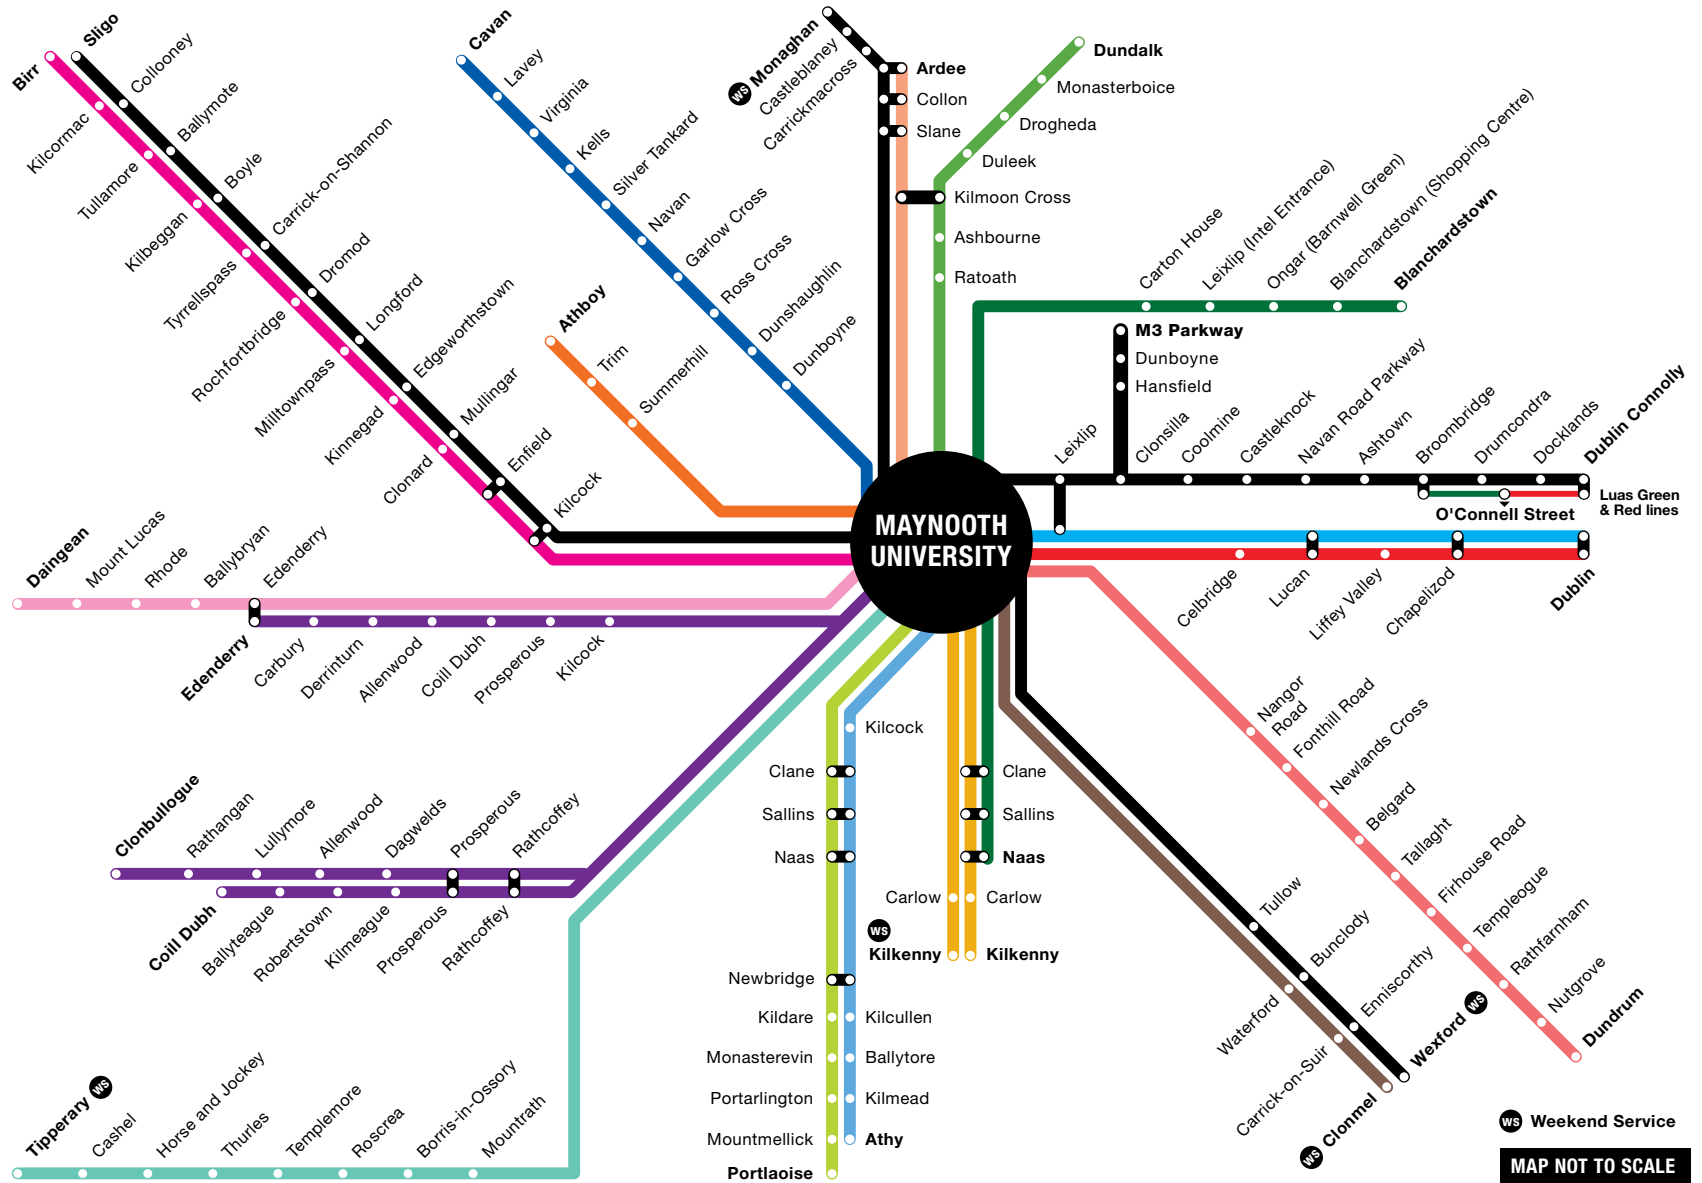 Birr
Sligo
Collooney
Ballymote
Boyle
Carrick-on-Shannon
Dromod
Longford
Edgeworthstown
Mullingar
Enfield
Kilcock
Kilcormac
Tullamore
Kilbeggan
Tyrrellspass
Rochfortbridge
Milltownpass
Kinnegad
Clonard
Cavan
Lavey
Virginia
Kells
Silver Tankard
Navan
Garlow Cross
Ross Cross
Dunshaughlin
Dunboyne
Athboy
Trim
Summerhill
WS Monaghan
Castleblaney
Carrickmacross
Ardee
Collon
Slane
Dundalk
Monasterboice
Drogheda
Duleek
Kilmoon Cross
Ashbourne
Ratoath
Carton House
Leixlip (Intel Entrance)
Ongar (Barnwell Green)
Blanchardstown (Shopping Centre)
Blanchardstown
M3 Parkway
Dunboyne
Hansfield
Leixlip
Clonsilla
Coolmine
Castleknock
Navan Road Parkway
Ashtown
Broombridge
Drumcondra
Docklands
Dublin Connolly
Luas Green
& Red lines
O'Connell Street
MAYNOOTH
UNIVERSITY
Celbridge
Lucan
Liffey Valley
Chapelizod
Dublin
Daingean
Mount Lucas
Rhode
Ballybryan
Edenderry
Edenderry
Carbury
Derrinturn
Allenwood
Coill Dubh
Prosperous
Kilcock
Clonbullogue
Rathangan
Lullymore
Allenwood
Dagwelds
Prosperous
Rathcoffey
Coill Dubh
Ballyteague
Robertstown
Kilmeague
Prosperous
Rathcoffey
Tipperary WS
Cashel
Horse and Jockey
Thurles
Templemore
Roscrea
Borris-in-Ossory
Mountrath
Kilcock
Clane
Sallins
Naas
Newbridge
Kildare
Monasterevin
Portarlington
Mountmellick
Portlaoise
Kilcullen
Ballytore
Kilmead
Athy
Clane
Sallins
Naas
Carlow
Carlow
WS
Kilkenny
Kilkenny
Nangor
Road
Fonthill Road
Newlands Cross
Belgard
Tallaght
Firhouse Road
Templeogue
Rathfarnham
Nutgrove
Dundrum
Tullow
Bunclody
Enniscorthy
Wexford WS
Waterford
Carrick-on-Suir
WS Clonmel
WS Weekend Service
MAP NOT TO SCALE